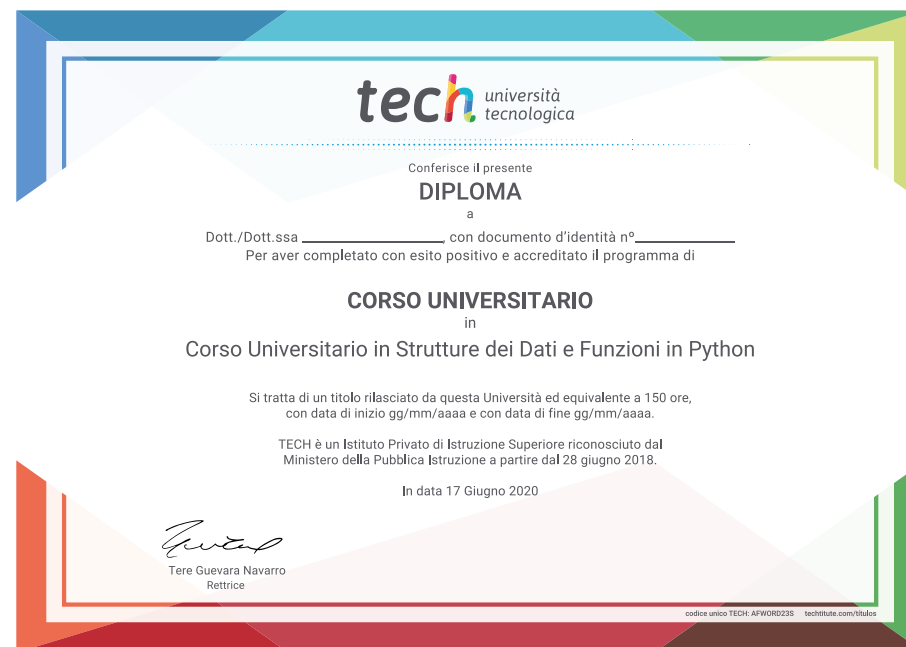 tech università
tecnologica
Conferisce il presente
DIPLOMA
a
Dott./Dott.ssa ________________, con documento d'identità nº____________
Per aver completato con esito positivo e accreditato il programma di
CORSO UNIVERSITARIO
in
Corso Universitario in Strutture dei Dati e Funzioni in Python
Si tratta di un titolo rilasciato da questa Università ed equivalente a 150 ore,
con data di inizio gg/mm/aaaa e con data di fine gg/mm/aaaa.
TECH è un Istituto Privato di Istruzione Superiore riconosciuto dal
Ministero della Pubblica Istruzione a partire dal 28 giugno 2018.
In data 17 Giugno 2020
Tere Guevara Navarro
Rettrice
codice unico TECH: AFWORD23S techtitute.com/titulos